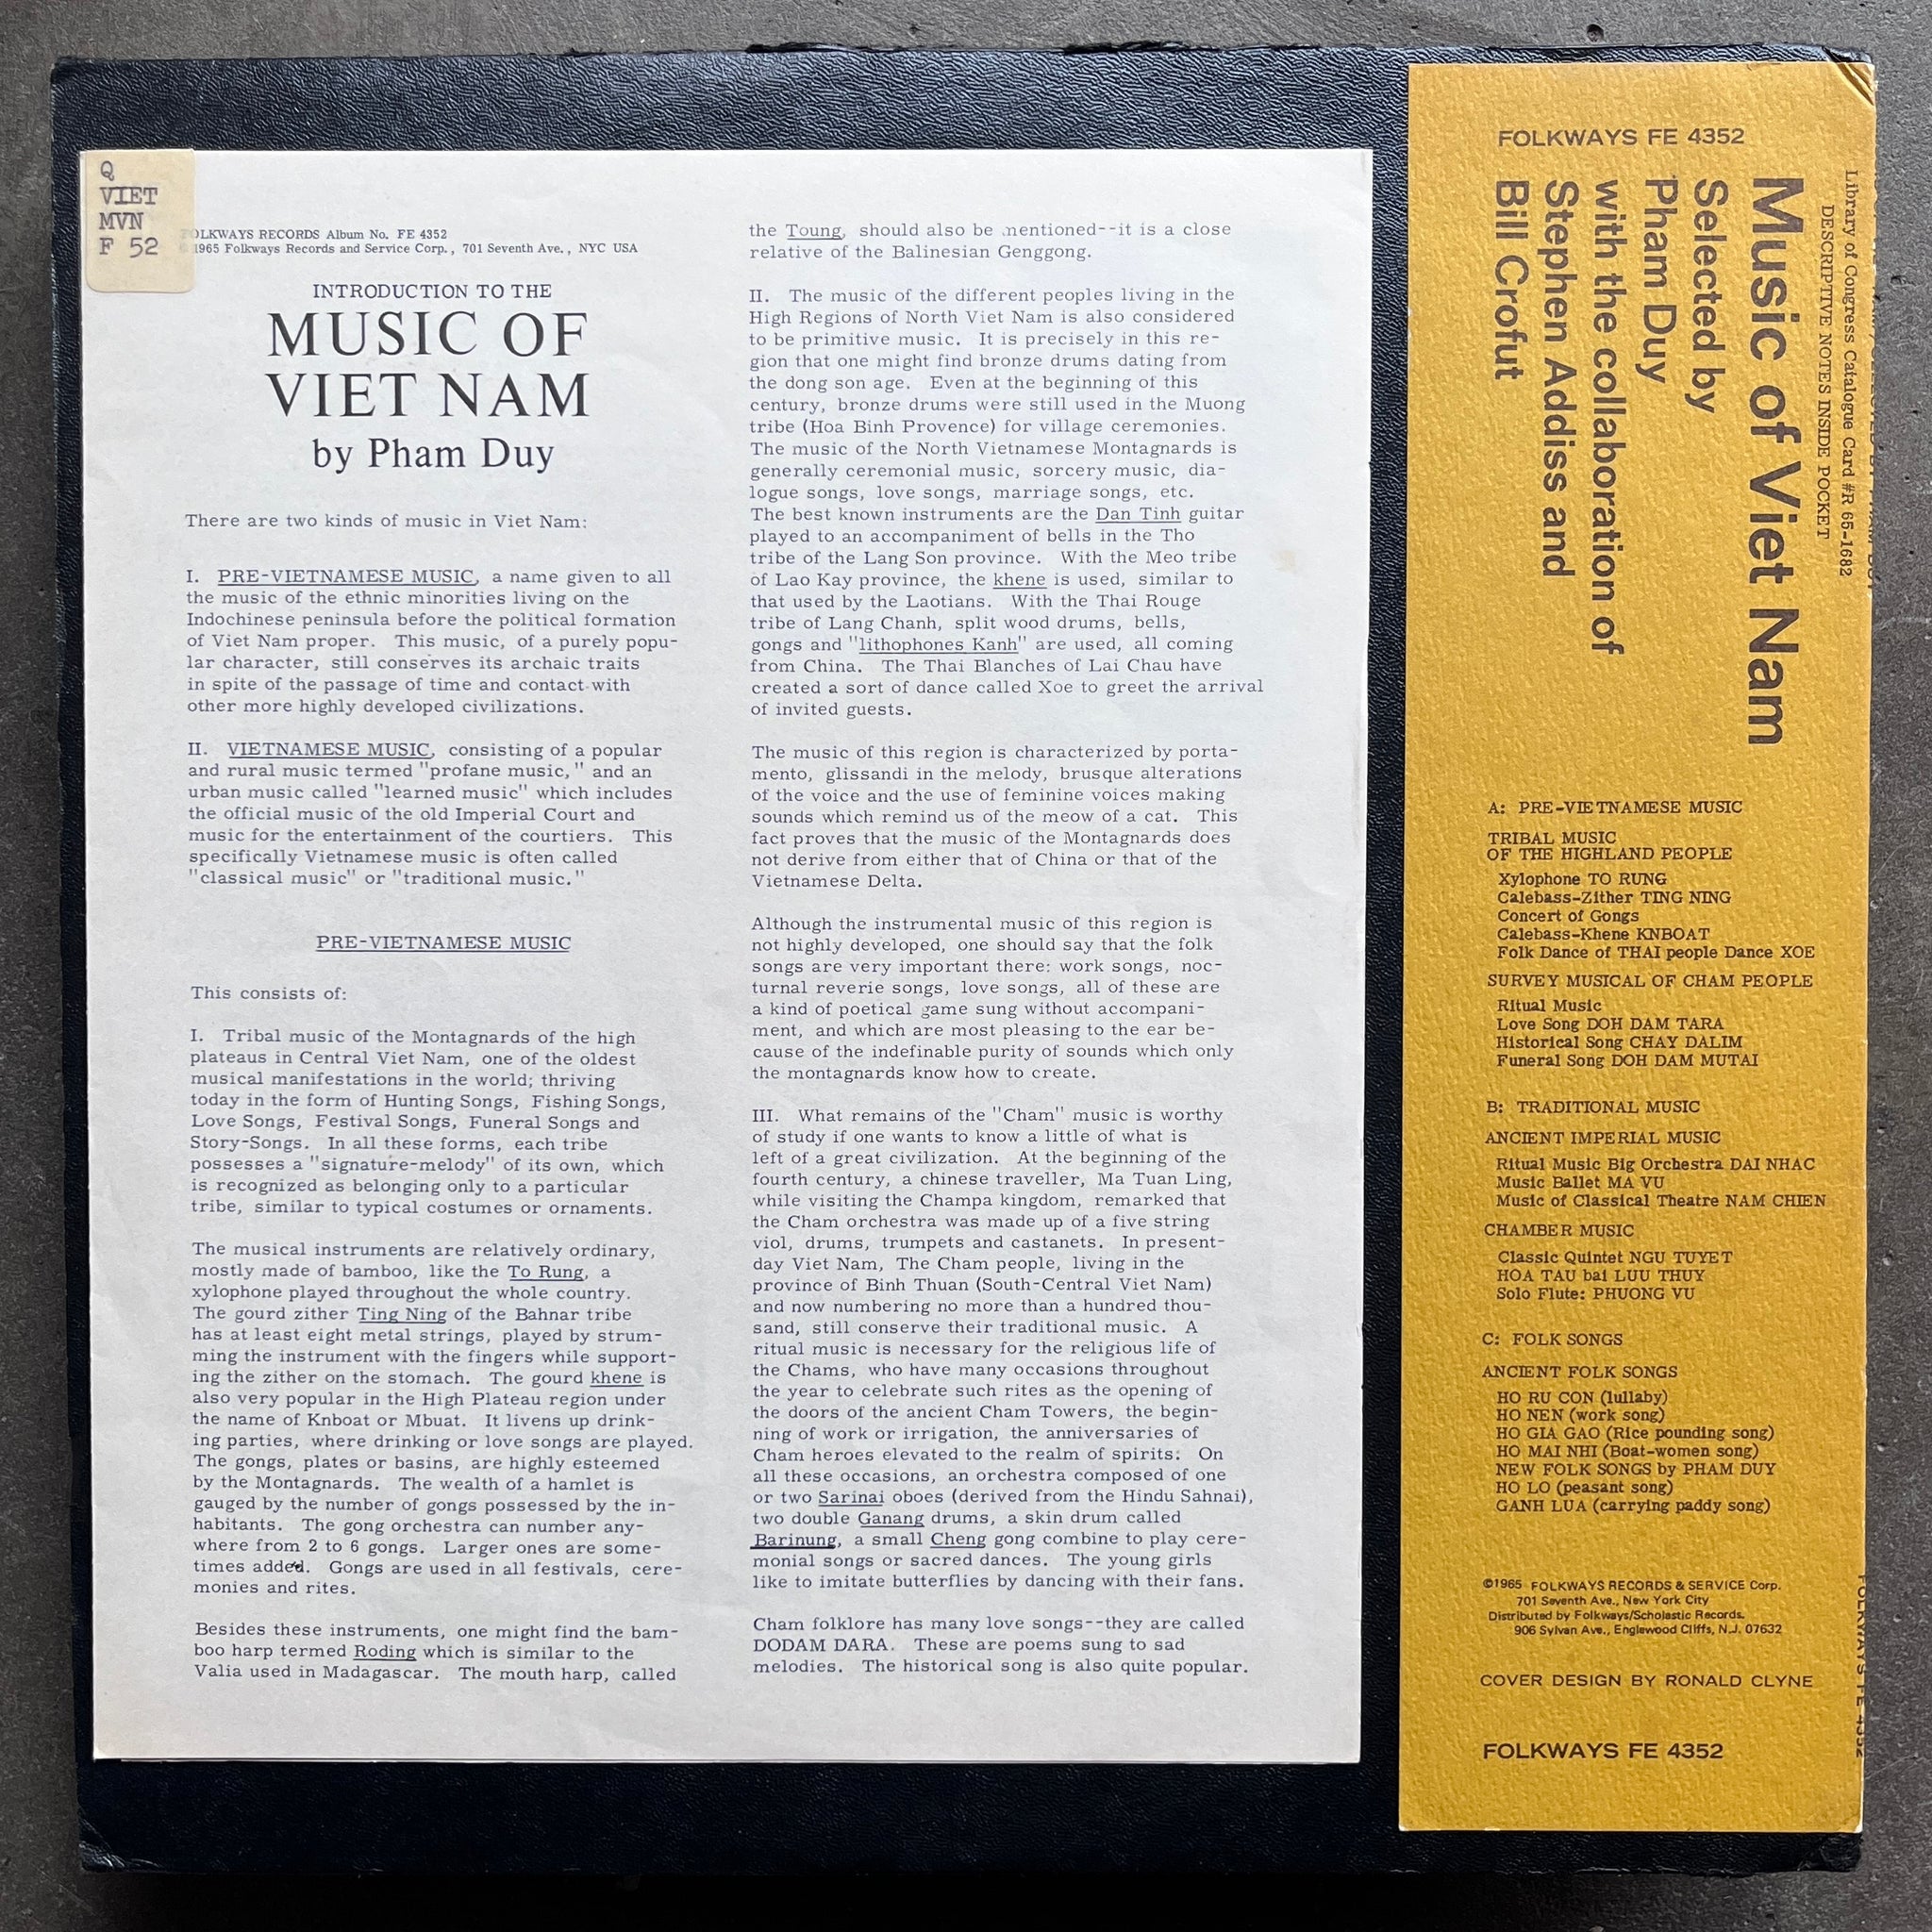 Q
VIET
MVN
F 52
FOLKWAYS RECORDS Album No. FE 4352
1965 Folkways Records and Service Corp., 701 Seventh Ave., NYC USA
INTRODUCTION TO THE
MUSIC OF
VIET NAM
by Pham Duy
There are two kinds of music in Viet Nam:
I. PRE-VIETNAMESE MUSIC, a name given to all
the music of the ethnic minorities living on the
Indochinese peninsula before the political formation
of Viet Nam proper. This music, of a purely popu-
lar character, still conserves its archaic traits
in spite of the passage of time and contact with
other more highly developed civilizations.
II. VIETNAMESE MUSIC, consisting of a popular
and rural music termed "profane music," and an
urban music called "learned music" which includes
the official music of the old Imperial Court and
music for the entertainment of the courtiers. This
specifically Vietnamese music is often called
"classical music" or "traditional music."
PRE-VIETNAMESE MUSIC
This consists of:
I. Tribal music of the Montagnards of the high
plateaus in Central Viet Nam, one of the oldest
musical manifestations in the world; thriving
today in the form of Hunting Songs, Fishing Songs,
Love Songs, Festival Songs, Funeral Songs and
Story-Songs. In all these forms, each tribe
possesses a "signature-melody" of its own, which
is recognized as belonging only to a particular
tribe, similar to typical costumes or ornaments.
The musical instruments are relatively ordinary,
mostly made of bamboo, like the To Rung, a
xylophone played throughout the whole country.
The gourd zither Ting Ning of the Bahnar tribe
has at least eight metal strings, played by strum-
ming the instrument with the fingers while support-
ing the zither on the stomach. The gourd khene is
also very popular in the High Plateau region under
the name of Knboat or Mbuat. It livens up drink-
ing parties, where drinking or love songs are played.
The gongs, plates or basins, are highly esteemed
by the Montagnards. The wealth of a hamlet is
gauged by the number of gongs possessed by the in-
habitants. The gong orchestra can number any-
where from 2 to 6 gongs. Larger ones are some-
times added. Gongs are used in all festivals, cere-
monies and rites.
Besides these instruments, one might find the bam-
boo harp termed Roding which is similar to the
Valia used in Madagascar. The mouth harp, called
the Toung, should also be mentioned--it is a close
relative of the Balinesian Genggong.
II. The music of the different peoples living in the
High Regions of North Viet Nam is also considered
to be primitive music. It is precisely in this re-
gion that one might find bronze drums dating from
the dong son age. Even at the beginning of this
century, bronze drums were still used in the Muong
tribe (Hoa Binh Provence) for village ceremonies.
The music of the North Vietnamese Montagnards is
generally ceremonial music, sorcery music, dia-
logue songs, love songs, marriage songs, etc.
The best known instruments are the Dan Tinh guitar
played to an accompaniment of bells in the Tho
tribe of the Lang Son province. With the Meo tribe
of Lao Kay province, the khene is used, similar to
that used by the Laotians. With the Thai Rouge
tribe of Lang Chanh, split wood drums, bells,
gongs and "lithophones Kanh" are used, all coming
from China. The Thai Blanches of Lai Chau have
created a sort of dance called Xoe to greet the arrival
of invited guests.
The music of this region is characterized by porta-
mento, glissandi in the melody, brusque alterations
of the voice and the use of feminine voices making
sounds which remind us of the meow of a cat. This
fact proves that the music of the Montagnards does
not derive from either that of China or that of the
Vietnamese Delta.
Although the instrumental music of this region is
not highly developed, one should say that the folk
songs are very important there: work songs, noc-
turnal reverie songs, love songs, all of these are
a kind of poetical game sung without accompani-
ment, and which are most pleasing to the ear be-
cause of the indefinable purity of sounds which only
the montagnards know how to create.
III. What remains of the "Cham" music is worthy
of study if one wants to know a little of what is
left of a great civilization. At the beginning of the
fourth century, a chinese traveller, Ma Tuan Ling,
while visiting the Champa kingdom, remarked that
the Cham orchestra was made up of a five string
viol, drums, trumpets and castanets. In present-
day Viet Nam, The Cham people, living in the
province of Binh Thuan (South-Central Viet Nam)
and now numbering no more than a hundred thou-
sand, still conserve their traditional music. A
ritual music is necessary for the religious life of
the Chams, who have many occasions throughout
the year to celebrate such rites as the opening of
the doors of the ancient Cham Towers, the begin-
ning of work or irrigation, the anniversaries of
Cham heroes elevated to the realm of spirits. On
all these occasions, an orchestra composed of one
or two Sarinai oboes (derived from the Hindu Sahnai),
two double Ganang drums, a skin drum called
Barinung, a small Cheng gong combine to play cere-
monial songs or sacred dances. The young girls
like to imitate butterflies by dancing with their fans.
Cham folklore has many love songs--they are called
DODAM DARA. These are poems sung to sad
melodies. The historical song is also quite popular.
FOLKWAYS FE 4352
Library of Congress Catalogue Card #R 65-1682
DESCRIPTIVE NOTES INSIDE POCKET
Music of Viet Nam
Selected by
Pham Duy
with the collaboration of
Stephen Addiss and
Bill Crofut
A: PRE-VIETNAMESE MUSIC
TRIBAL MUSIC
OF THE HIGHLAND PEOPLE
Xylophone TO RUNG
Calebass-Zither TING NING
Concert of Gongs
Calebass-Khene KNBOAT
Folk Dance of THAI people Dance XOE
SURVEY MUSICAL OF CHAM PEOPLE
Ritual Music
Love Song DOH DAM TARA
Historical Song CHAY DALIM
Funeral Song DOH DAM MUTAI
B: TRADITIONAL MUSIC
ANCIENT IMPERIAL MUSIC
Ritual Music Big Orchestra DAI NHAC
Music Ballet MA VU
Music of Classical Theatre NAM CHIEN
CHAMBER MUSIC
Classic Quintet NGU TUYET
HOA TAU bai LUU THUY
Solo Flute: PHUONG VU
C: FOLK SONGS
ANCIENT FOLK SONGS
HO RU CON (lullaby)
HO NEN (work song)
HO GIA GAO (Rice pounding song)
HO MAI NHI (Boat-women song)
NEW FOLK SONGS by PHAM DUY
HO LO (peasant song)
GANH LUA (carrying paddy song)
©1965 FOLKWAYS RECORDS & SERVICE Corp.
701 Seventh Ave., New York City
Distributed by Folkways/Scholastic Records.
906 Sylvan Ave., Englewood Cliffs, N.J. 07632
COVER DESIGN BY RONALD CLYNE
FOLKWAYS FE 4352
FOLKWAYS FE 4352